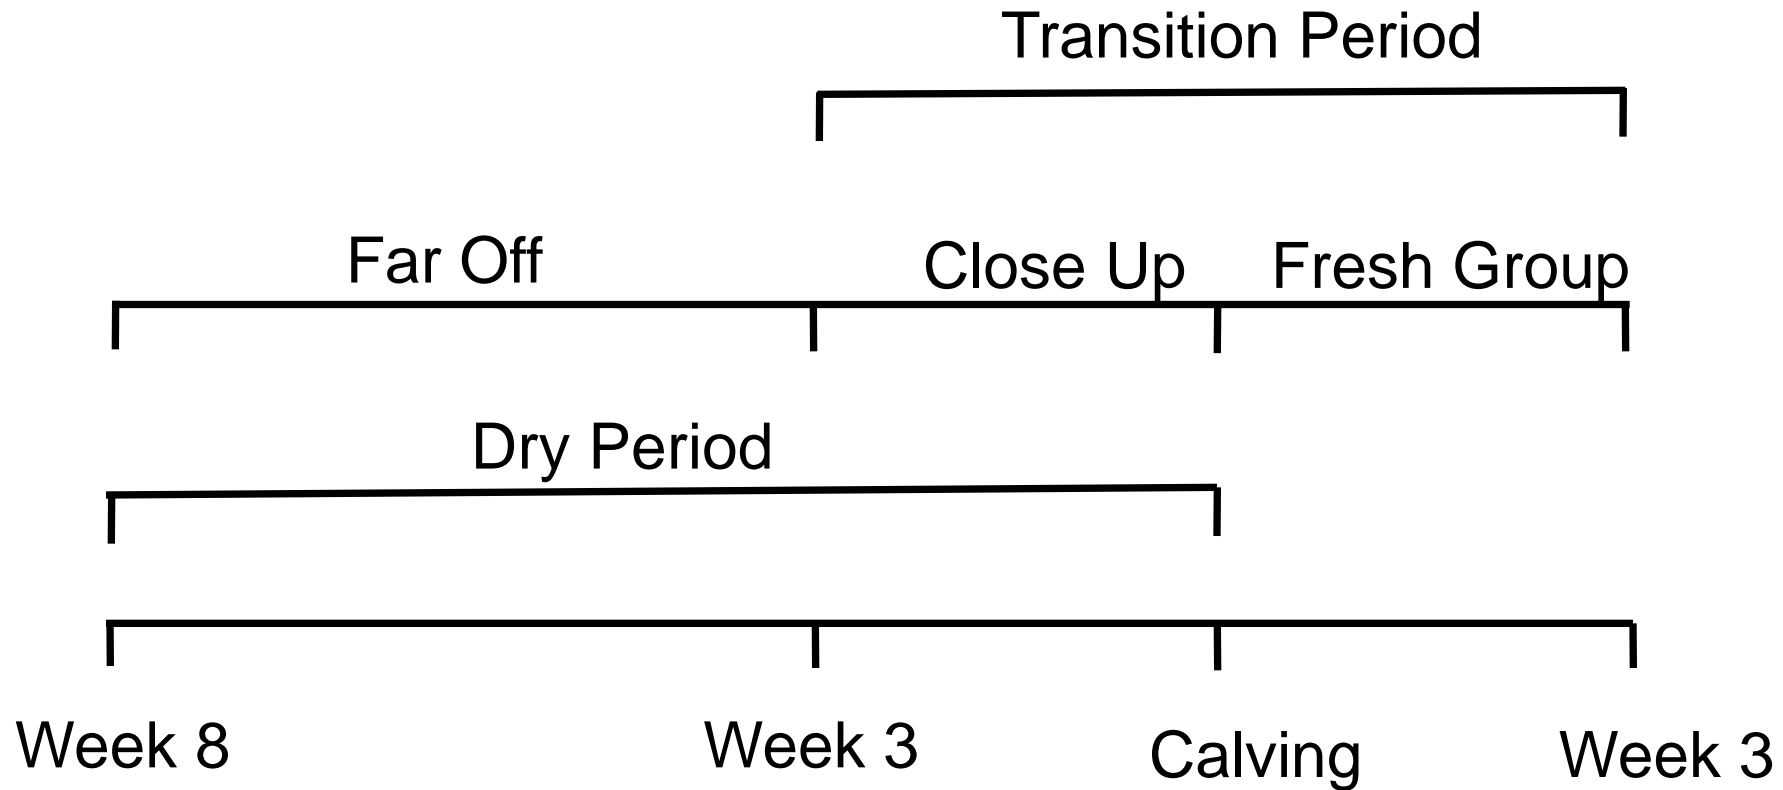 Transition Period
Far Off Close Up Fresh Group
Dry Period
Week 8 Week 3 Calving Week 3